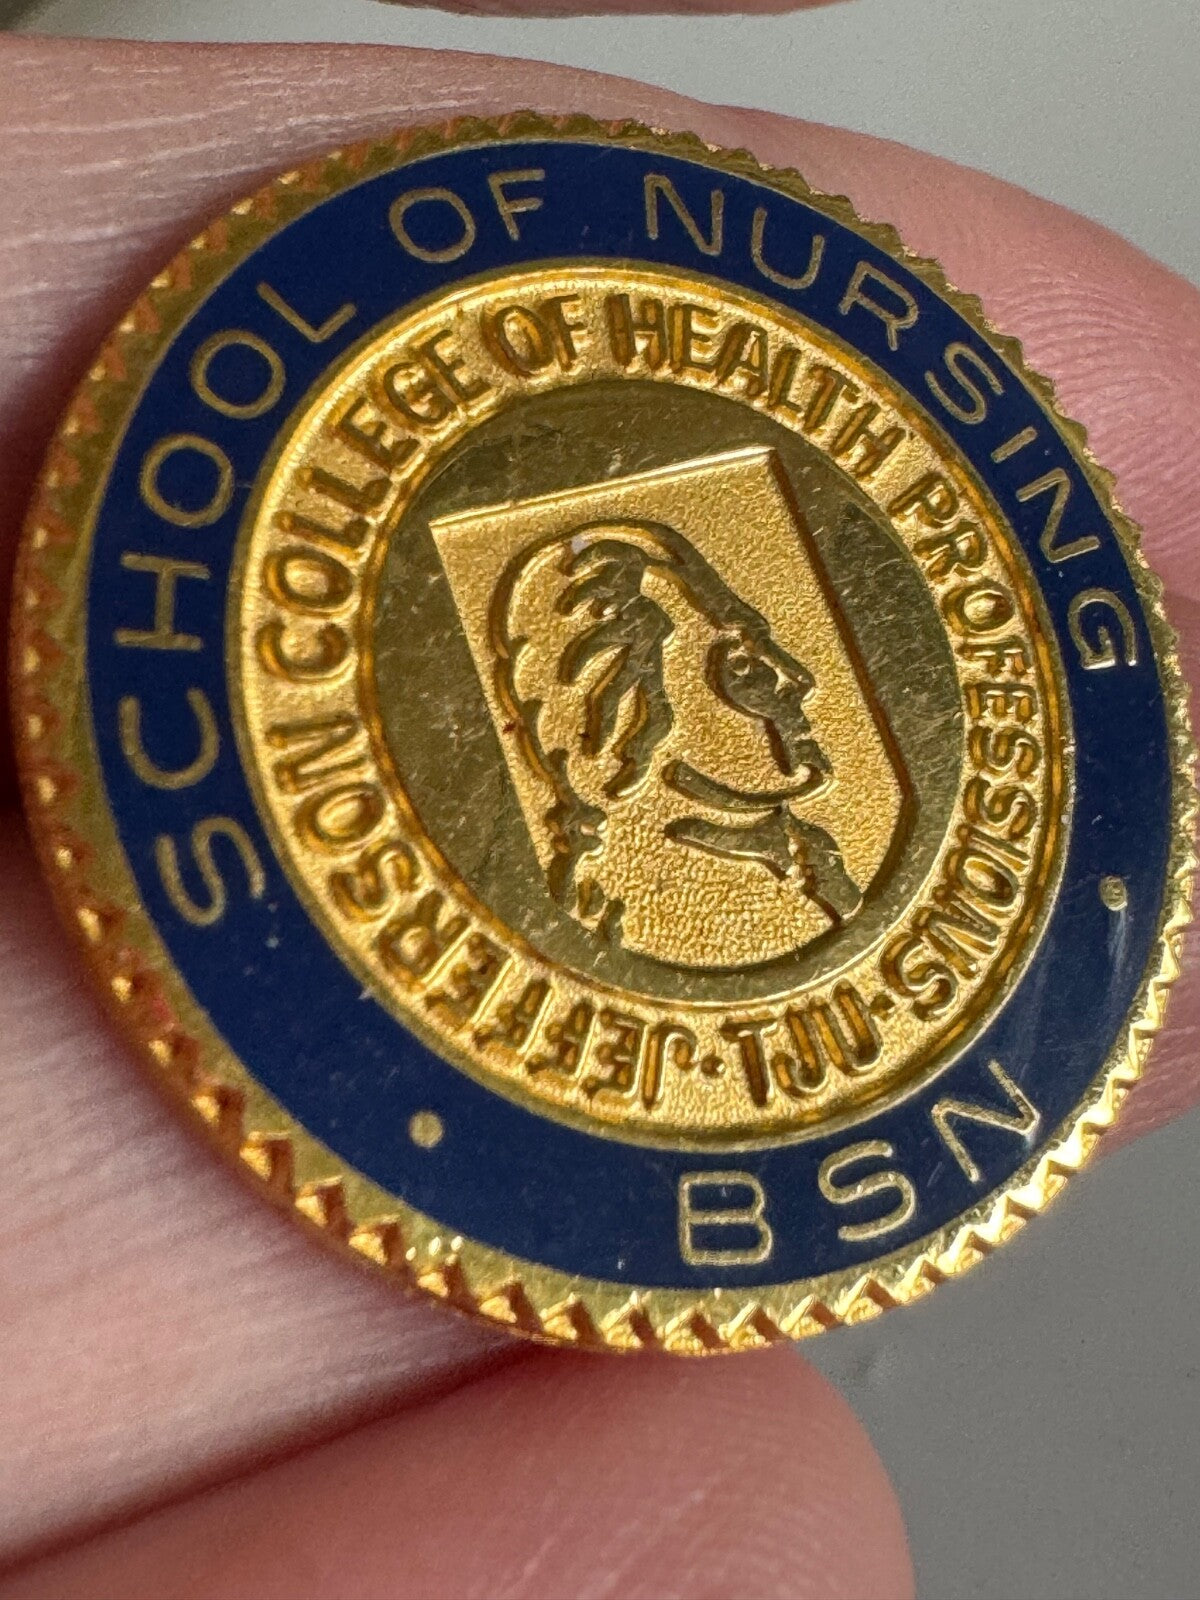 SCHOOL OF NURSING
• BSN •
JEFFERSON COLLEGE OF HEALTH PROFESSIONS • TJU •